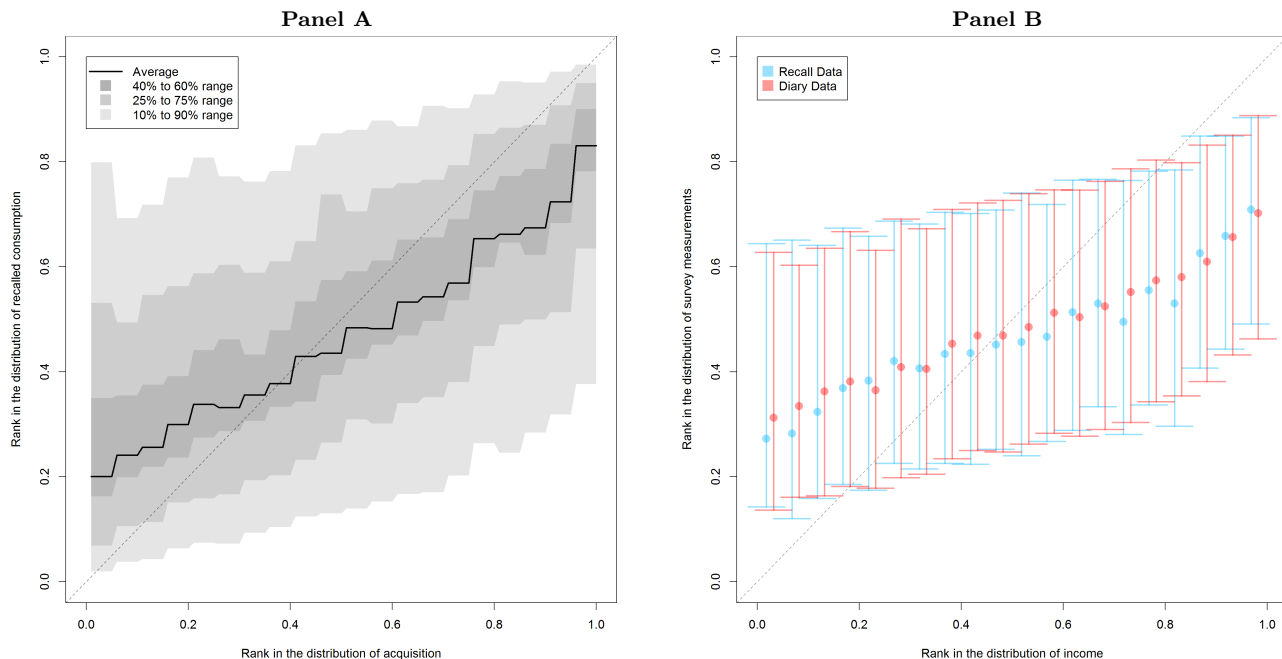 Panel A
Average
40% to 60% range
25% to 75% range
10% to 90% range
Rank in the distribution of recalled consumption
0.0
0.2
0.4
0.6
0.8
1.0
0.0
0.2
0.4
0.6
0.8
1.0
Rank in the distribution of acquisition
Panel B
Recall Data
Diary Data
Rank in the distribution of survey measurements
0.0
0.2
0.4
0.6
0.8
1.0
0.0
0.2
0.4
0.6
0.8
1.0
Rank in the distribution of income